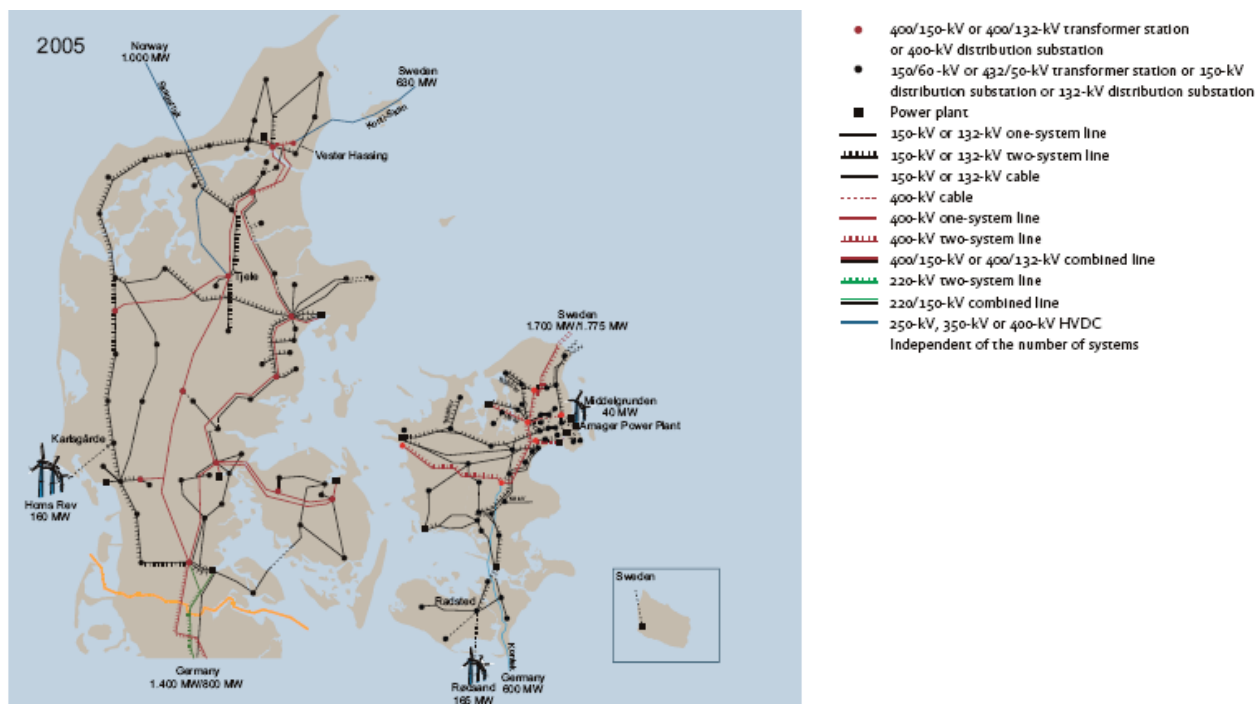 2005
Norway
1.000 MW
Skagerrak
Sweden
630 MW
Konti-Skan
Vester Hassing
Tjele
Karlsgårde
Horns Rev
160 MW
Germany
1.400 MW/800 MW
Sweden
1.700 MW/1.775 MW
Middelgrunden
40 MW
Amager Power Plant
Radsted
Rødsand
165 MW
Kontek
Germany
600 MW
Sweden
400/150-kV or 400/132-kV transformer station
or 400-kV distribution substation
150/60-kV or 432/50-kV transformer station or 150-kV
distribution substation or 132-kV distribution substation
Power plant
150-kV or 132-kV one-system line
150-kV or 132-kV two-system line
150-kV or 132-kV cable
400-kV cable
400-kV one-system line
400-kV two-system line
400/150-kV or 400/132-kV combined line
220-kV two-system line
220/150-kV combined line
250-kV, 350-kV or 400-kV HVDC
Independent of the number of systems